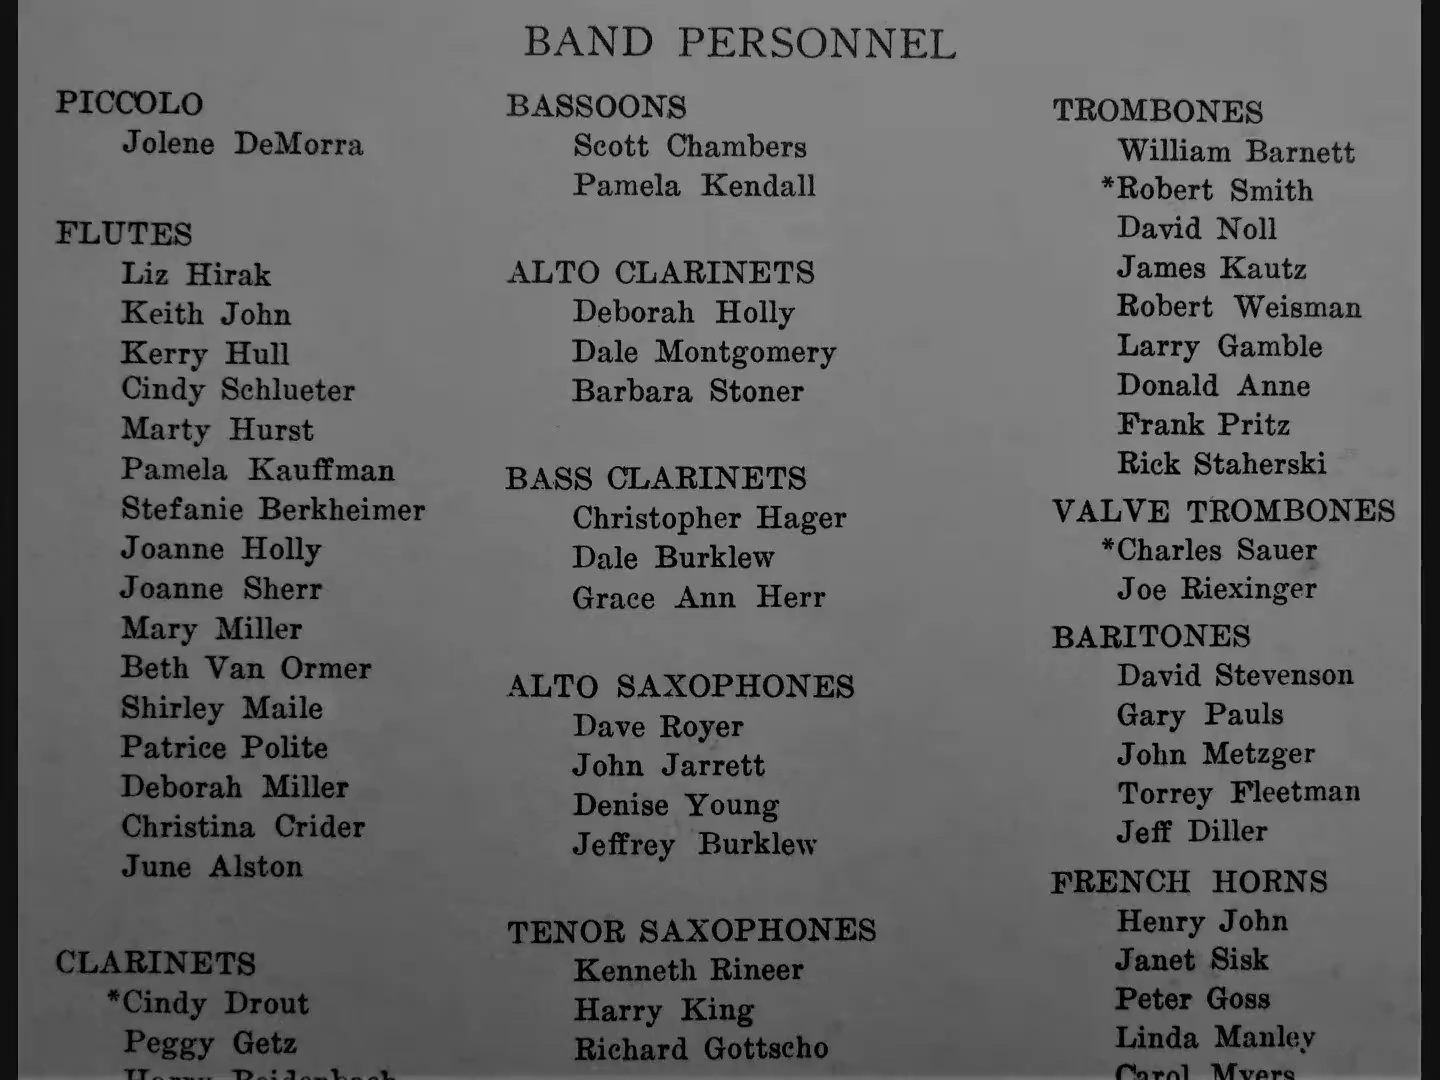 BAND PERSONNEL
PICCOLO
Jolene DeMorra
FLUTES
Liz Hirak
Keith John
Kerry Hull
Cindy Schlueter
Marty Hurst
Pamela Kauffman
Stefanie Berkheimer
Joanne Holly
Joanne Sherr
Mary Miller
Beth Van Ormer
Shirley Maile
Patrice Polite
Deborah Miller
Christina Crider
June Alston
CLARINETS
*Cindy Drout
Peggy Getz
BASSOONS
Scott Chambers
Pamela Kendall
ALTO CLARINETS
Deborah Holly
Dale Montgomery
Barbara Stoner
BASS CLARINETS
Christopher Hager
Dale Burklew
Grace Ann Herr
ALTO SAXOPHONES
Dave Royer
John Jarrett
Denise Young
Jeffrey Burklew
TENOR SAXOPHONES
Kenneth Rineer
Harry King
Richard Gottscho
TROMBONES
William Barnett
*Robert Smith
David Noll
James Kautz
Robert Weisman
Larry Gamble
Donald Anne
Frank Pritz
Rick Staherski
VALVE TROMBONES
*Charles Sauer
Joe Riexinger
BARITONES
David Stevenson
Gary Pauls
John Metzger
Torrey Fleetman
Jeff Diller
FRENCH HORNS
Henry John
Janet Sisk
Peter Goss
Linda Manley
Carol Myers